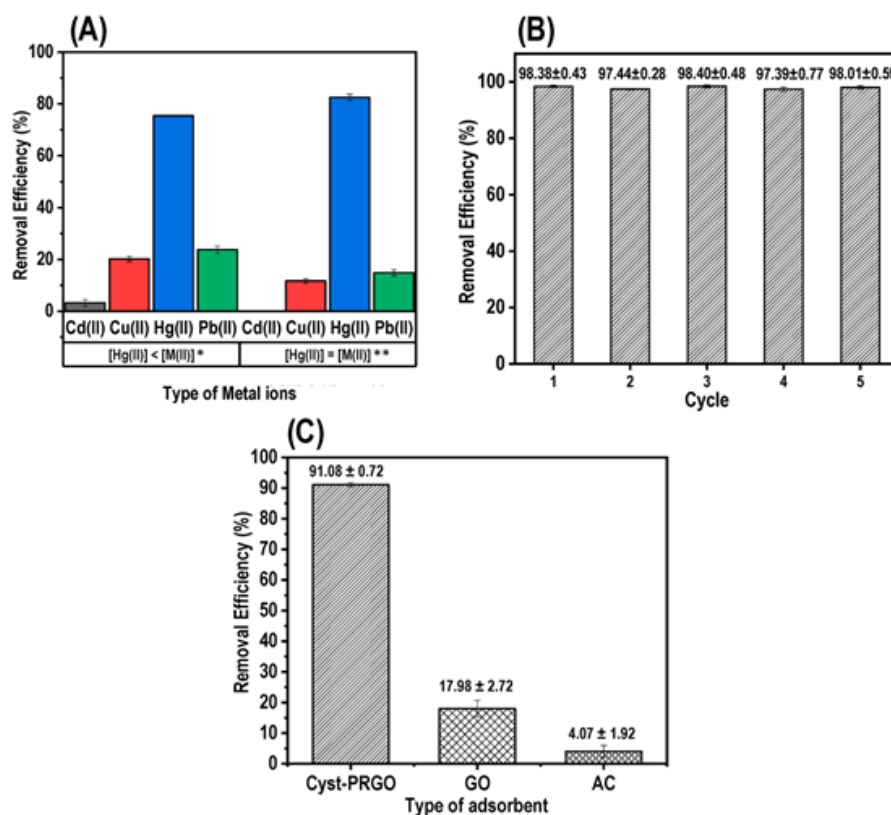 (A)
Removal Efficiency (%)
100
80
60
40
20
0
Cd(II) Cu(II) Hg(II) Pb(II) Cd(II) Cu(II) Hg(II) Pb(II)
[Hg(II)] < [M(II)] * [Hg(II)] = [M(II)] **
Type of Metal ions
(B)
Removal Efficiency (%)
98.38±0.43 97.44±0.28 98.40±0.48 97.39±0.77 98.01±0.59
100
80
60
40
20
0
1 2 3 4 5
Cycle
(C)
Removal Efficiency (%)
100
91.08 ± 0.72
90
80
70
60
50
40
30
17.98 ± 2.72
20
4.07 ± 1.92
10
0
Cyst-PRGO GO AC
Type of adsorbent